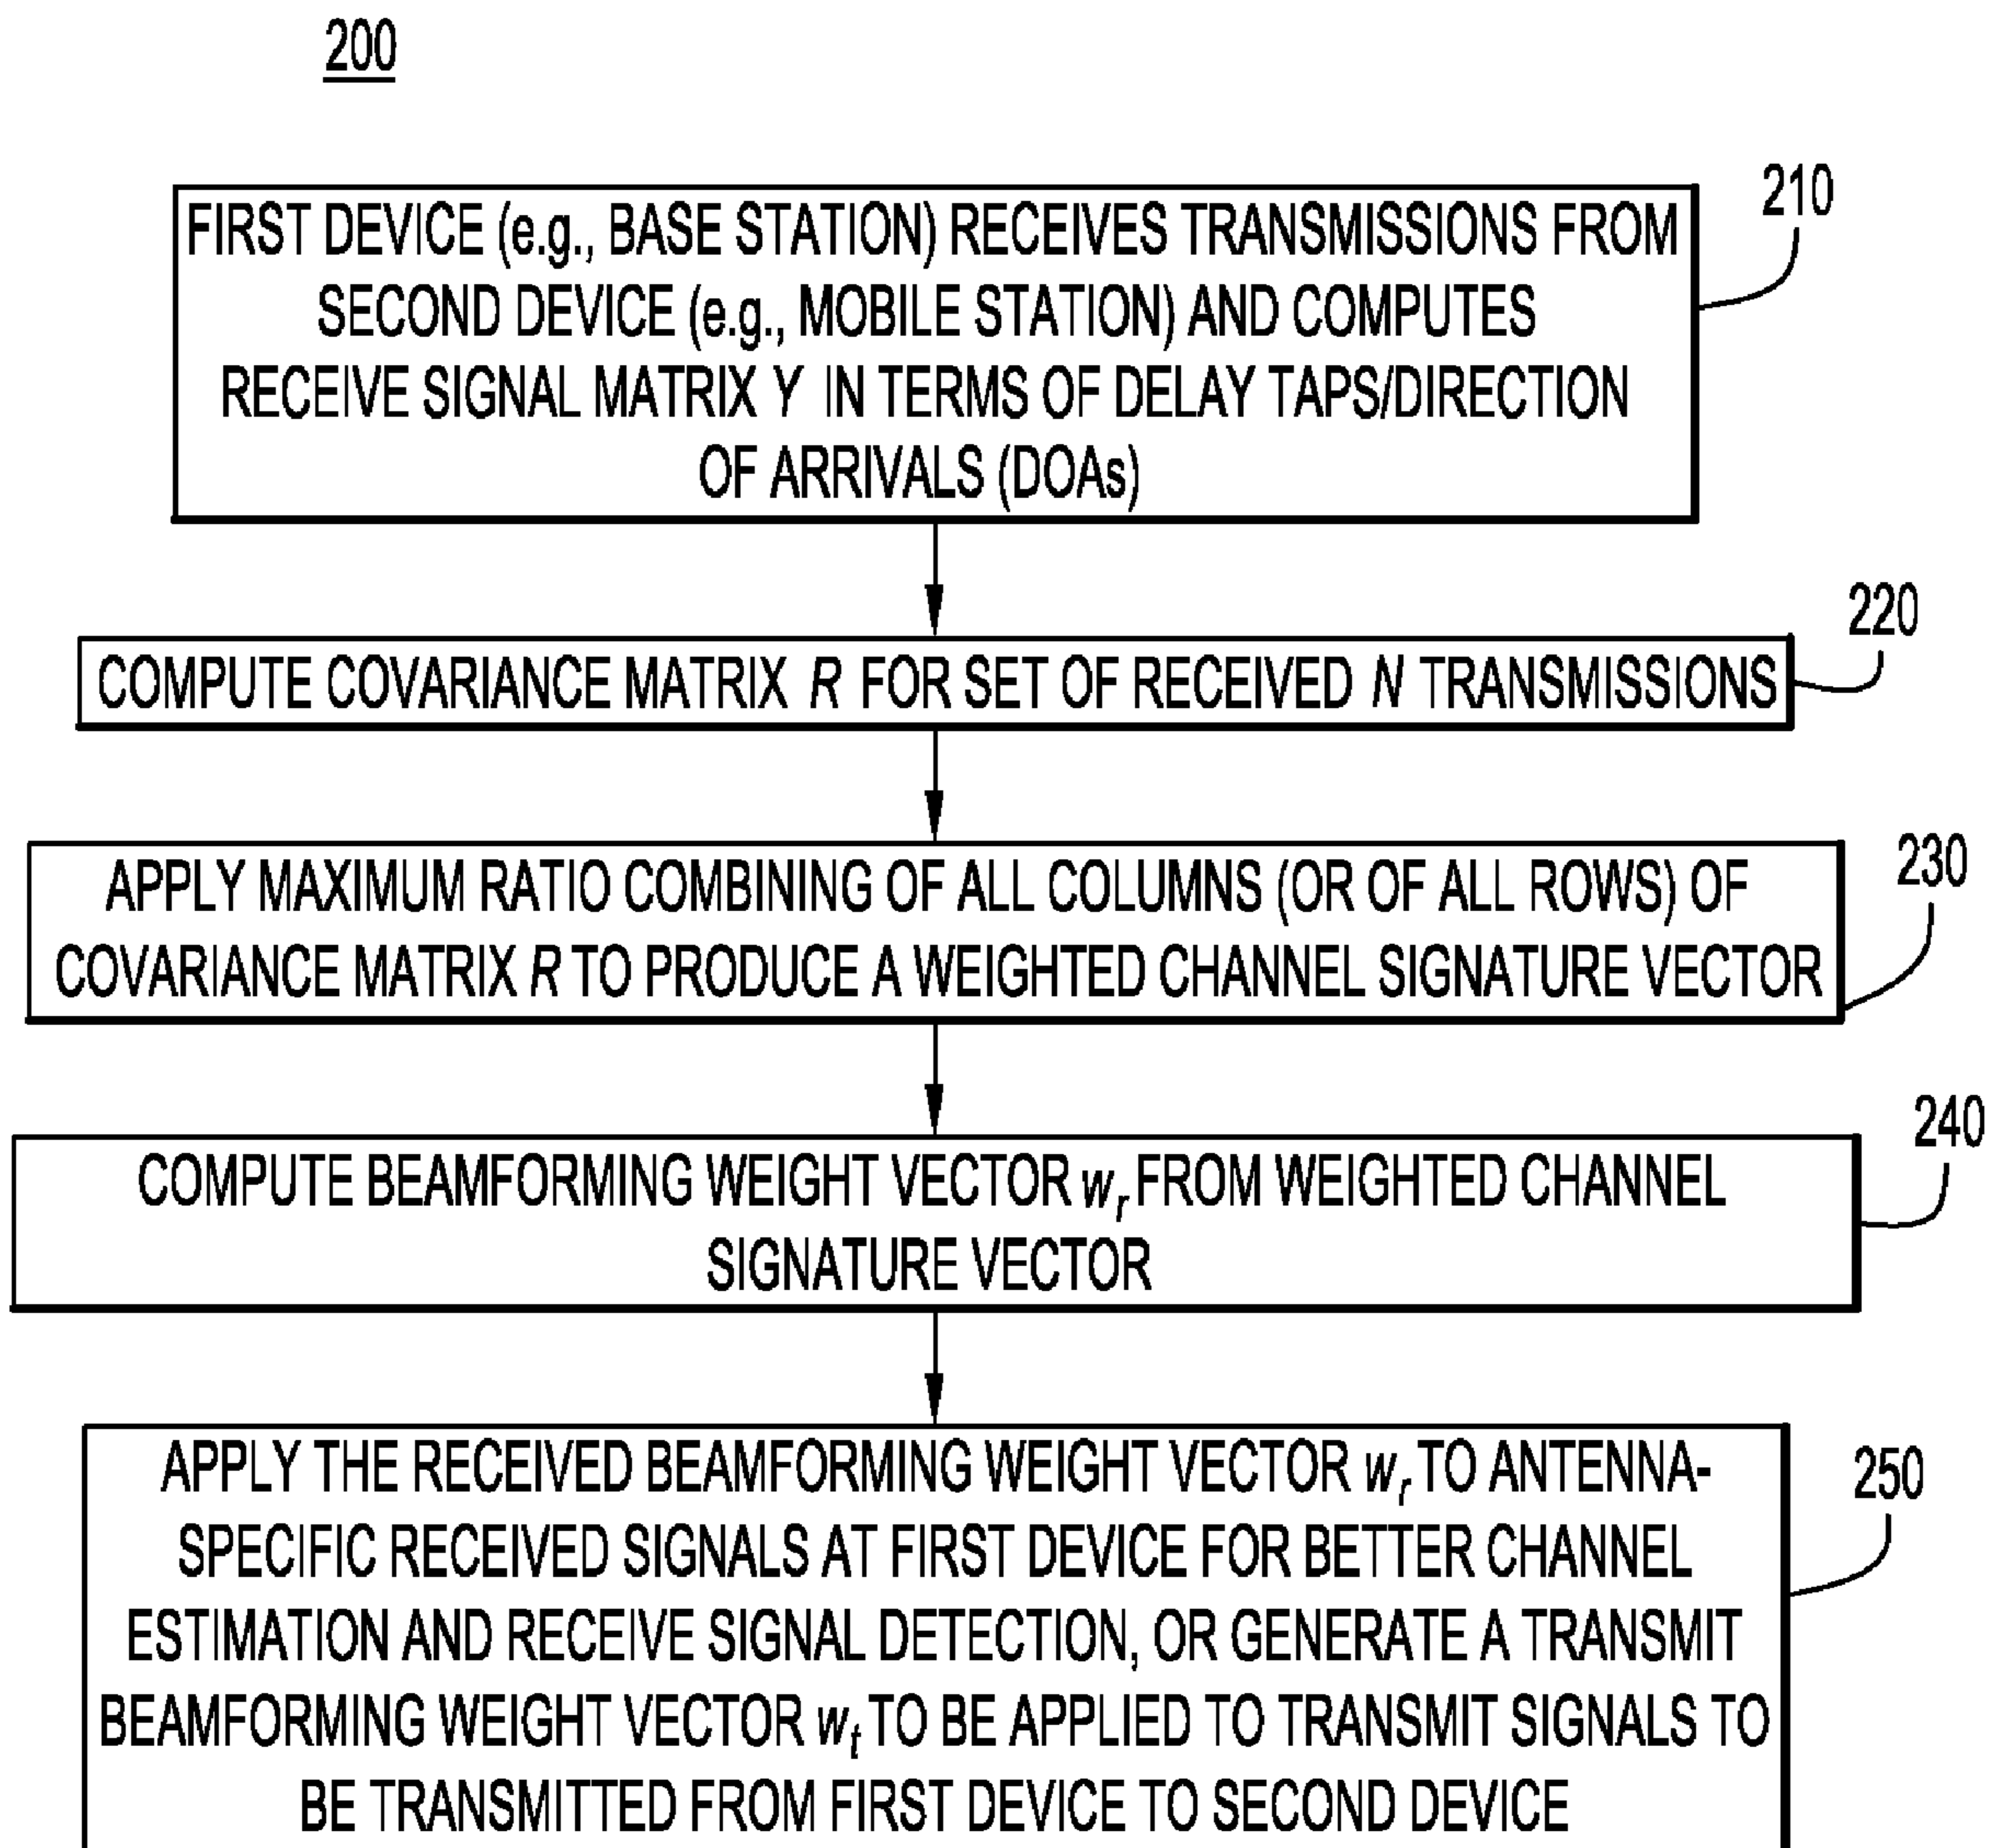 200
210
FIRST DEVICE (e.g., BASE STATION) RECEIVES TRANSMISSIONS FROM
SECOND DEVICE (e.g., MOBILE STATION) AND COMPUTES
RECEIVE SIGNAL MATRIX Y IN TERMS OF DELAY TAPS/DIRECTION
OF ARRIVALS (DOAs)
220
COMPUTE COVARIANCE MATRIX R FOR SET OF RECEIVED N TRANSMISSIONS
230
APPLY MAXIMUM RATIO COMBINING OF ALL COLUMNS (OR OF ALL ROWS) OF
COVARIANCE MATRIX R TO PRODUCE A WEIGHTED CHANNEL SIGNATURE VECTOR
240
COMPUTE BEAMFORMING WEIGHT VECTOR wr FROM WEIGHTED CHANNEL
SIGNATURE VECTOR
250
APPLY THE RECEIVED BEAMFORMING WEIGHT VECTOR wr TO ANTENNA-
SPECIFIC RECEIVED SIGNALS AT FIRST DEVICE FOR BETTER CHANNEL
ESTIMATION AND RECEIVE SIGNAL DETECTION, OR GENERATE A TRANSMIT
BEAMFORMING WEIGHT VECTOR wt TO BE APPLIED TO TRANSMIT SIGNALS TO
BE TRANSMITTED FROM FIRST DEVICE TO SECOND DEVICE